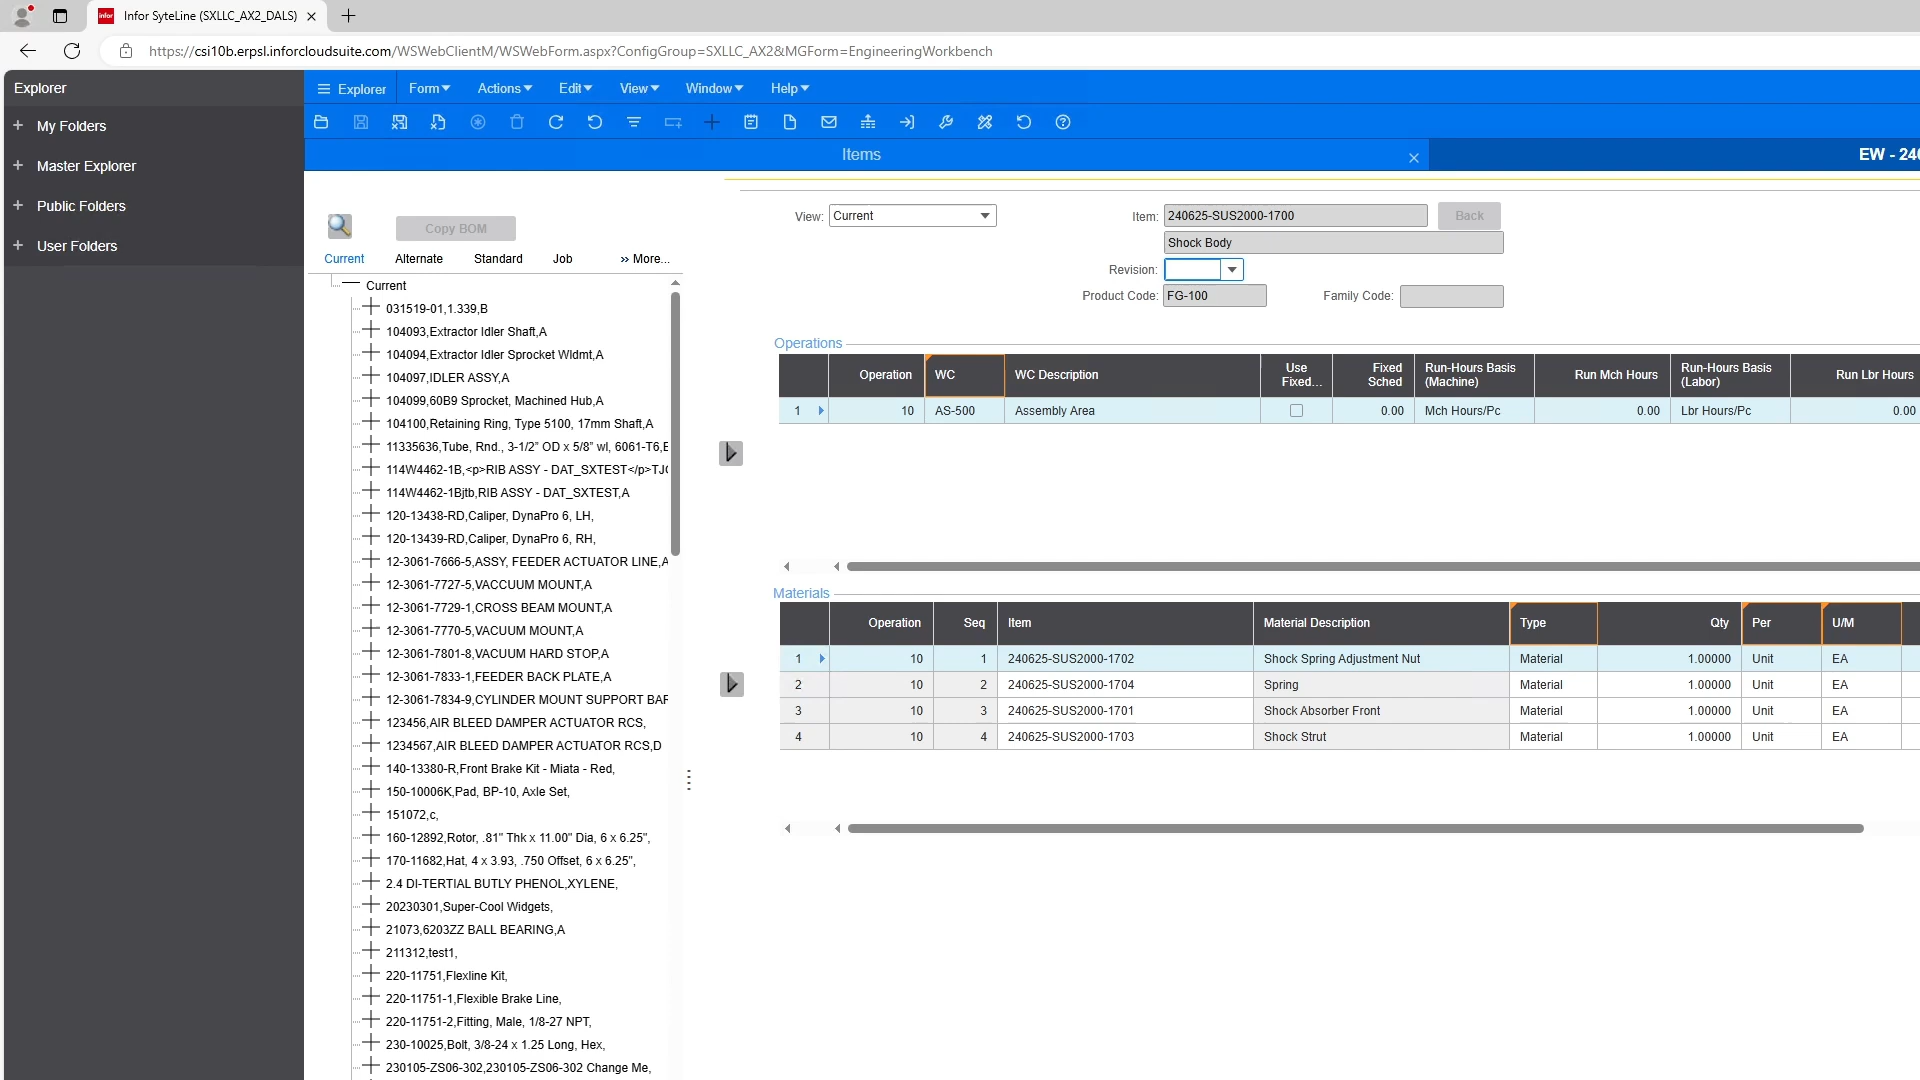 Infor SyteLine (SXLLC_AX2_DALS)
https://csi10b.erpsl.inforcloudsuite.com/WSWebClientM/WSWebForm.aspx?ConfigGroup=SXLLC_AX2&MGForm=EngineeringWorkbench
Explorer
My Folders
Master Explorer
Public Folders
User Folders
Explorer Form Actions Edit View Window Help
Items
EW - 240
Copy BOM
Current Alternate Standard Job » More...
Current
031519-01,1.339,B
104093,Extractor Idler Shaft,A
104094,Extractor Idler Sprocket Wldmt,A
104097,IDLER ASSY,A
104099,60B9 Sprocket, Machined Hub,A
104100,Retaining Ring, Type 5100, 17mm Shaft,A
11335636,Tube, Rnd., 3-1/2" OD x 5/8" wl, 6061-T6,E
114W4462-1B,<p>RIB ASSY - DAT_SXTEST</p>TJ
114W4462-1Bjtb,RIB ASSY - DAT_SXTEST,A
120-13438-RD,Caliper, DynaPro 6, LH,
120-13439-RD,Caliper, DynaPro 6, RH,
12-3061-7666-5,ASSY, FEEDER ACTUATOR LINE,A
12-3061-7727-5,VACCUUM MOUNT,A
12-3061-7729-1,CROSS BEAM MOUNT,A
12-3061-7770-5,VACUUM MOUNT,A
12-3061-7801-8,VACUUM HARD STOP,A
12-3061-7833-1,FEEDER BACK PLATE,A
12-3061-7834-9,CYLINDER MOUNT SUPPORT BAR
123456,AIR BLEED DAMPER ACTUATOR RCS,
1234567,AIR BLEED DAMPER ACTUATOR RCS,D
140-13380-R,Front Brake Kit - Miata - Red,
150-10006K,Pad, BP-10, Axle Set,
151072,c,
160-12892,Rotor, .81" Thk x 11.00" Dia, 6 x 6.25",
170-11682,Hat, 4 x 3.93, .750 Offset, 6 x 6.25",
2.4 DI-TERTIAL BUTLY PHENOL,XYLENE,
20230301,Super-Cool Widgets,
21073,6203ZZ BALL BEARING,A
211312,test1,
220-11751,Flexline Kit,
220-11751-1,Flexible Brake Line,
220-11751-2,Fitting, Male, 1/8-27 NPT,
230-10025,Bolt, 3/8-24 x 1.25 Long, Hex,
230105-ZS06-302,230105-ZS06-302 Change Me,
View: Current
Item: 240625-SUS2000-1700 Back
Shock Body
Revision:
Product Code: FG-100 Family Code:
Operations
Operation WC WC Description Use Fixed... Fixed Sched Run-Hours Basis (Machine) Run Mch Hours Run-Hours Basis (Labor) Run Lbr Hours
1 10 AS-500 Assembly Area 0.00 Mch Hours/Pc 0.00 Lbr Hours/Pc 0.00
Materials
Operation Seq Item Material Description Type Qty Per U/M
1 10 1 240625-SUS2000-1702 Shock Spring Adjustment Nut Material 1.00000 Unit EA
2 10 2 240625-SUS2000-1704 Spring Material 1.00000 Unit EA
3 10 3 240625-SUS2000-1701 Shock Absorber Front Material 1.00000 Unit EA
4 10 4 240625-SUS2000-1703 Shock Strut Material 1.00000 Unit EA